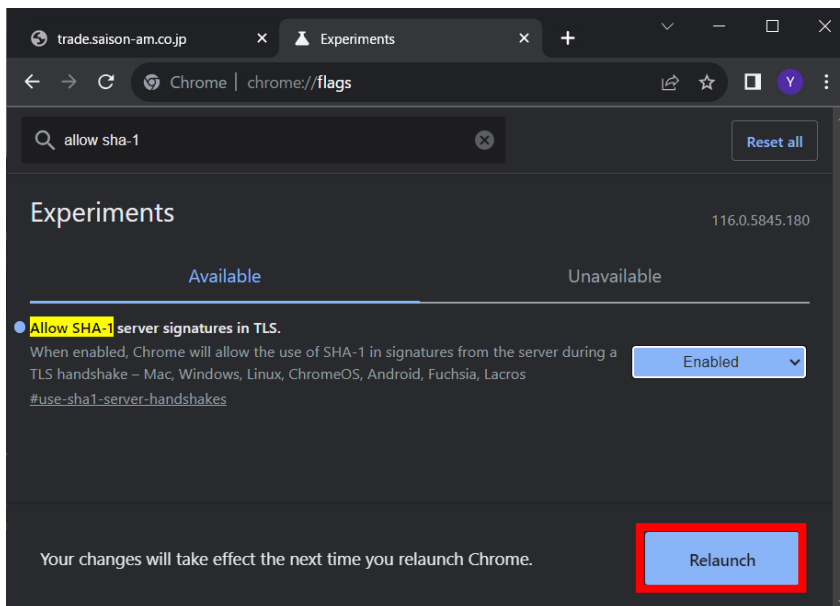 trade.saison-am.co.jp
Experiments
Chrome | chrome://flags
Y
allow sha-1
Reset all
Experiments
116.0.5845.180
Available
Unavailable
Allow SHA-1 server signatures in TLS.
When enabled, Chrome will allow the use of SHA-1 in signatures from the server during a
TLS handshake – Mac, Windows, Linux, ChromeOS, Android, Fuchsia, Lacros
Enabled
#use-sha1-server-handshakes
Your changes will take effect the next time you relaunch Chrome.
Relaunch